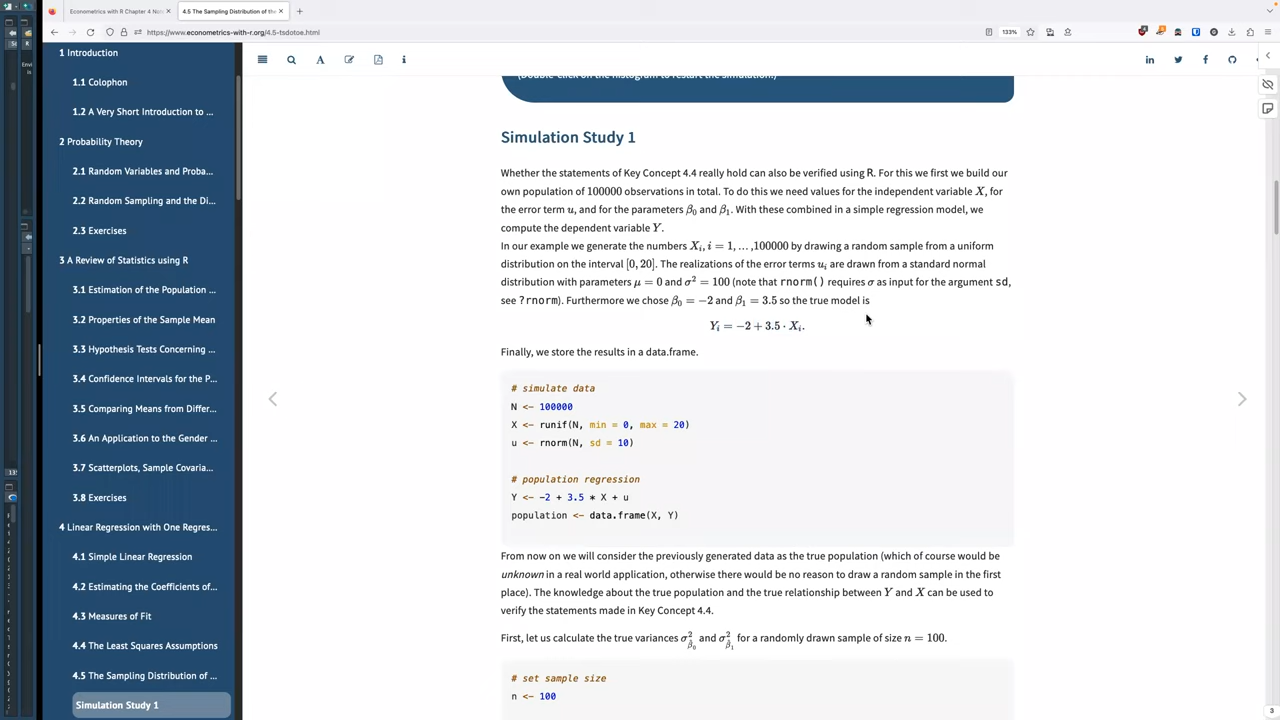 Econometrics with R Chapter 4 Not
4.5 The Sampling Distribution of the
https://www.econometrics-with-r.org/4.5-tsdotoe.html
133%
1 Introduction
1.1 Colophon
1.2 A Very Short Introduction to ...
2 Probability Theory
2.1 Random Variables and Proba...
2.2 Random Sampling and the Di...
2.3 Exercises
3 A Review of Statistics using R
3.1 Estimation of the Population ...
3.2 Properties of the Sample Mean
3.3 Hypothesis Tests Concerning ...
3.4 Confidence Intervals for the P...
3.5 Comparing Means from Differ...
3.6 An Application to the Gender ...
3.7 Scatterplots, Sample Covaria...
3.8 Exercises
4 Linear Regression with One Regres...
4.1 Simple Linear Regression
4.2 Estimating the Coefficients of...
4.3 Measures of Fit
4.4 The Least Squares Assumptions
4.5 The Sampling Distribution of ...
Simulation Study 1
(Double-click on the histogram to restart the simulation.)
Simulation Study 1
Whether the statements of Key Concept 4.4 really hold can also be verified using R. For this we first we build our
own population of 100000 observations in total. To do this we need values for the independent variable X, for
the error term u, and for the parameters β₀ and β₁. With these combined in a simple regression model, we
compute the dependent variable Y.
In our example we generate the numbers Xᵢ, i = 1, ... ,100000 by drawing a random sample from a uniform
distribution on the interval [0, 20]. The realizations of the error terms uᵢ are drawn from a standard normal
distribution with parameters μ = 0 and σ² = 100 (note that rnorm() requires σ as input for the argument sd,
see ?rnorm). Furthermore we chose β₀ = −2 and β₁ = 3.5 so the true model is
Yᵢ = −2 + 3.5 · Xᵢ.
Finally, we store the results in a data.frame.
# simulate data
N <- 100000
X <- runif(N, min = 0, max = 20)
u <- rnorm(N, sd = 10)
# population regression
Y <- -2 + 3.5 * X + u
population <- data.frame(X, Y)
From now on we will consider the previously generated data as the true population (which of course would be
unknown in a real world application, otherwise there would be no reason to draw a random sample in the first
place). The knowledge about the true population and the true relationship between Y and X can be used to
verify the statements made in Key Concept 4.4.
First, let us calculate the true variances σ²_β̂₀ and σ²_β̂₁ for a randomly drawn sample of size n = 100.
# set sample size
n <- 100
3